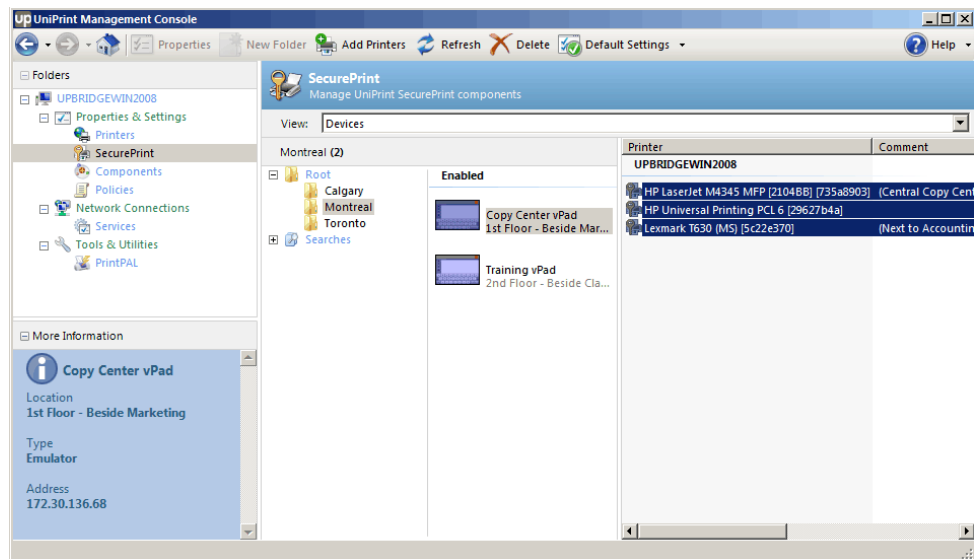 UP UniPrint Management Console
Properties New Folder Add Printers Refresh Delete Default Settings Help
Folders
UPBRIDGEWIN2008
Properties & Settings
Printers
SecurePrint
Components
Policies
Network Connections
Services
Tools & Utilities
PrintPAL
More Information
Copy Center vPad
Location
1st Floor - Beside Marketing
Type
Emulator
Address
172.30.136.68
SecurePrint
Manage UniPrint SecurePrint components
View: Devices
Montreal (2)
Root
Calgary
Montreal
Toronto
Searches
Enabled
Copy Center vPad
1st Floor - Beside Mar...
Training vPad
2nd Floor - Beside Cla...
Printer Comment
UPBRIDGEWIN2008
HP LaserJet M4345 MFP [2104BB] [735a8903] (Central Copy Cent
HP Universal Printing PCL 6 [29627b4a]
Lexmark T630 (MS) [5c22e370] (Next to Accountin